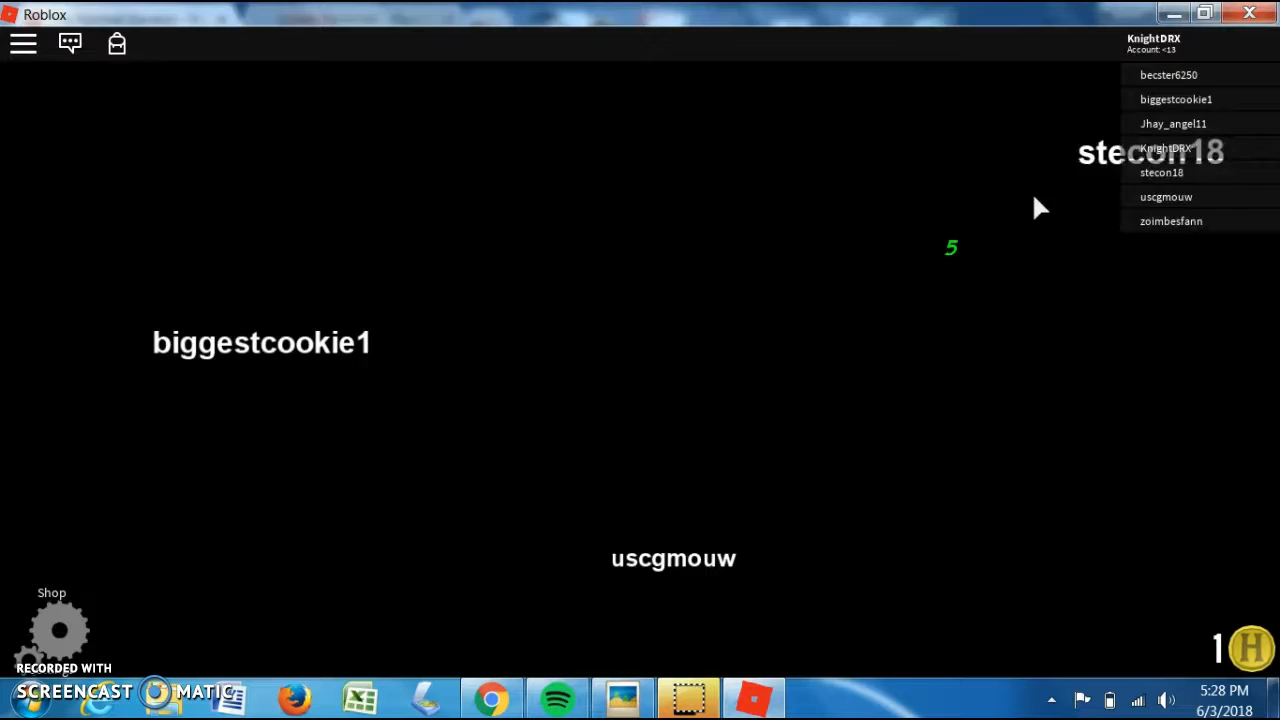 Roblox
KnightDRX
Account: <13
becster6250
biggestcookie1
Jhay_angel11
KnightDRX
stecon18
uscgmouw
zoimbesfann
stecon18
5
biggestcookie1
uscgmouw
Shop
1 H
RECORDED WITH
SCREENCAST MATIC
5:28 PM
6/3/2018